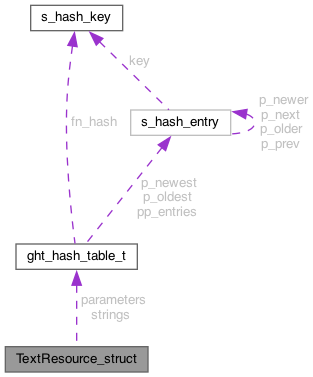 s_hash_key
key
p_newer
p_next
p_older
p_prev
fn_hash
s_hash_entry
p_newest
p_oldest
pp_entries
ght_hash_table_t
parameters
strings
TextResource_struct